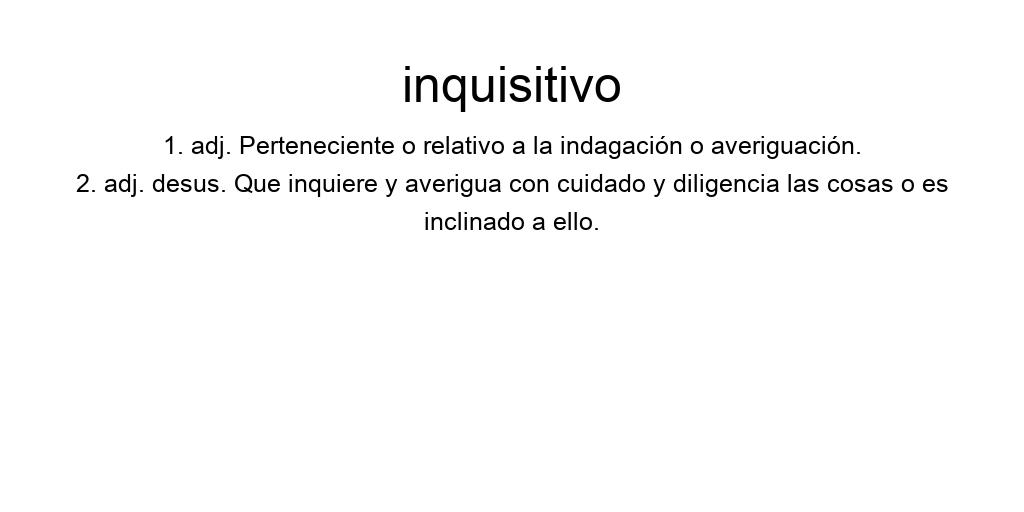 inquisitivo
1. adj. Perteneciente o relativo a la indagación o averiguación.
2. adj. desus. Que inquiere y averigua con cuidado y diligencia las cosas o es
inclinado a ello.